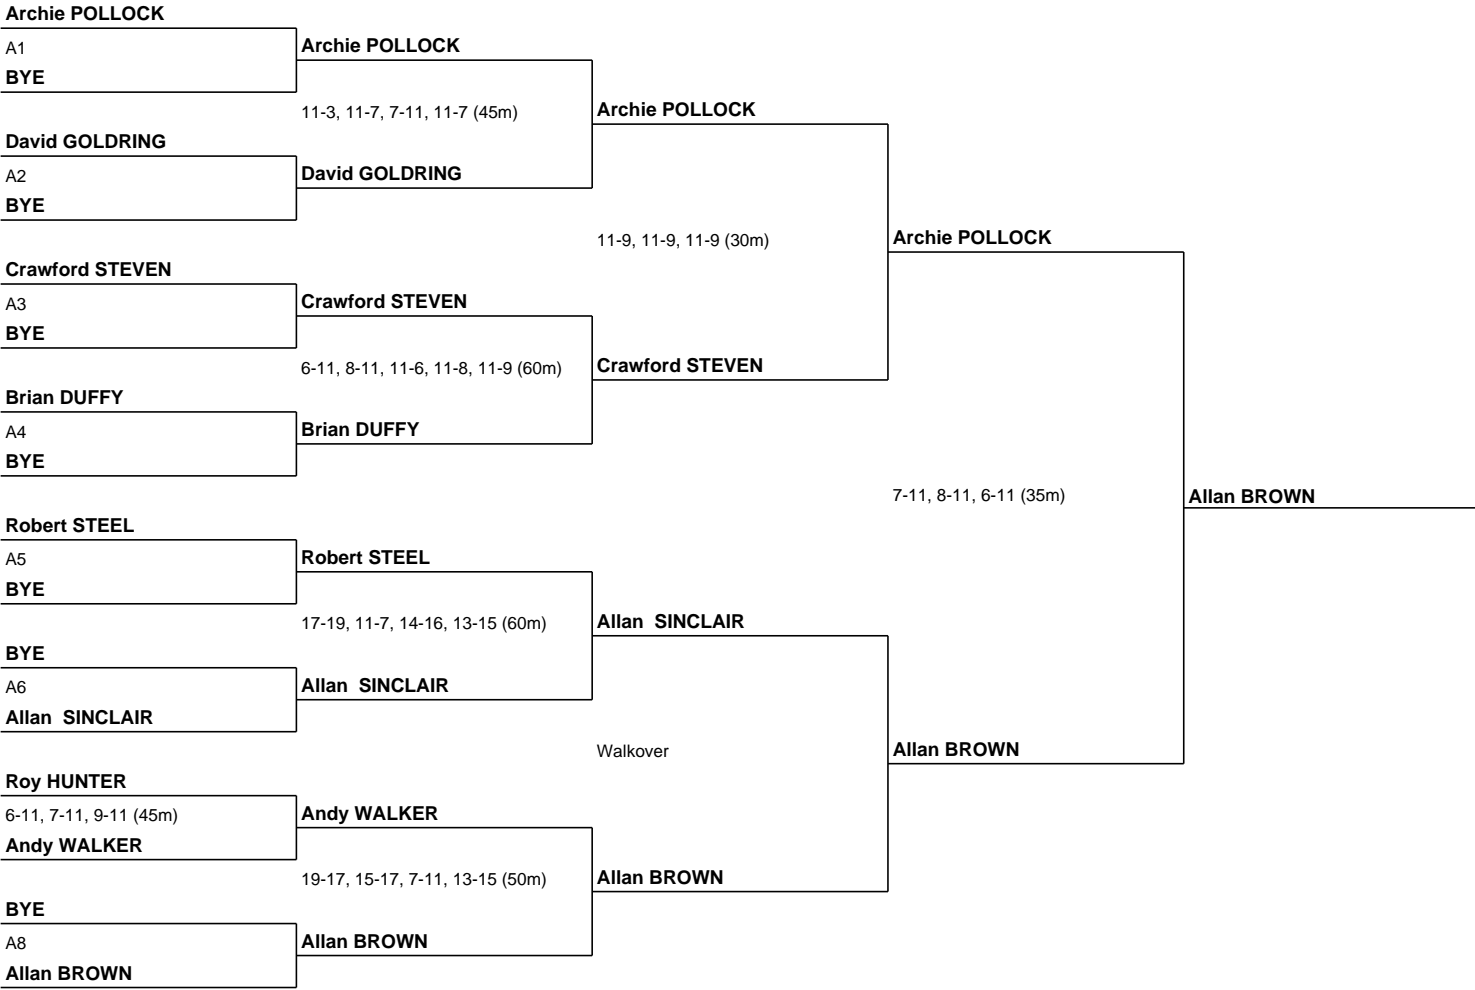 Archie POLLOCK
A1
BYE
David GOLDRING
A2
BYE
Crawford STEVEN
A3
BYE
Brian DUFFY
A4
BYE
Robert STEEL
A5
BYE
BYE
A6
Allan  SINCLAIR
Roy HUNTER
6-11, 7-11, 9-11 (45m)
Andy WALKER
BYE
A8
Allan BROWN
Archie POLLOCK
11-3, 11-7, 7-11, 11-7 (45m)
David GOLDRING
Crawford STEVEN
6-11, 8-11, 11-6, 11-8, 11-9 (60m)
Brian DUFFY
Robert STEEL
17-19, 11-7, 14-16, 13-15 (60m)
Allan  SINCLAIR
Andy WALKER
19-17, 15-17, 7-11, 13-15 (50m)
Allan BROWN
Archie POLLOCK
11-9, 11-9, 11-9 (30m)
Crawford STEVEN
Allan  SINCLAIR
Walkover
Allan BROWN
Archie POLLOCK
7-11, 8-11, 6-11 (35m)
Allan BROWN
Allan BROWN